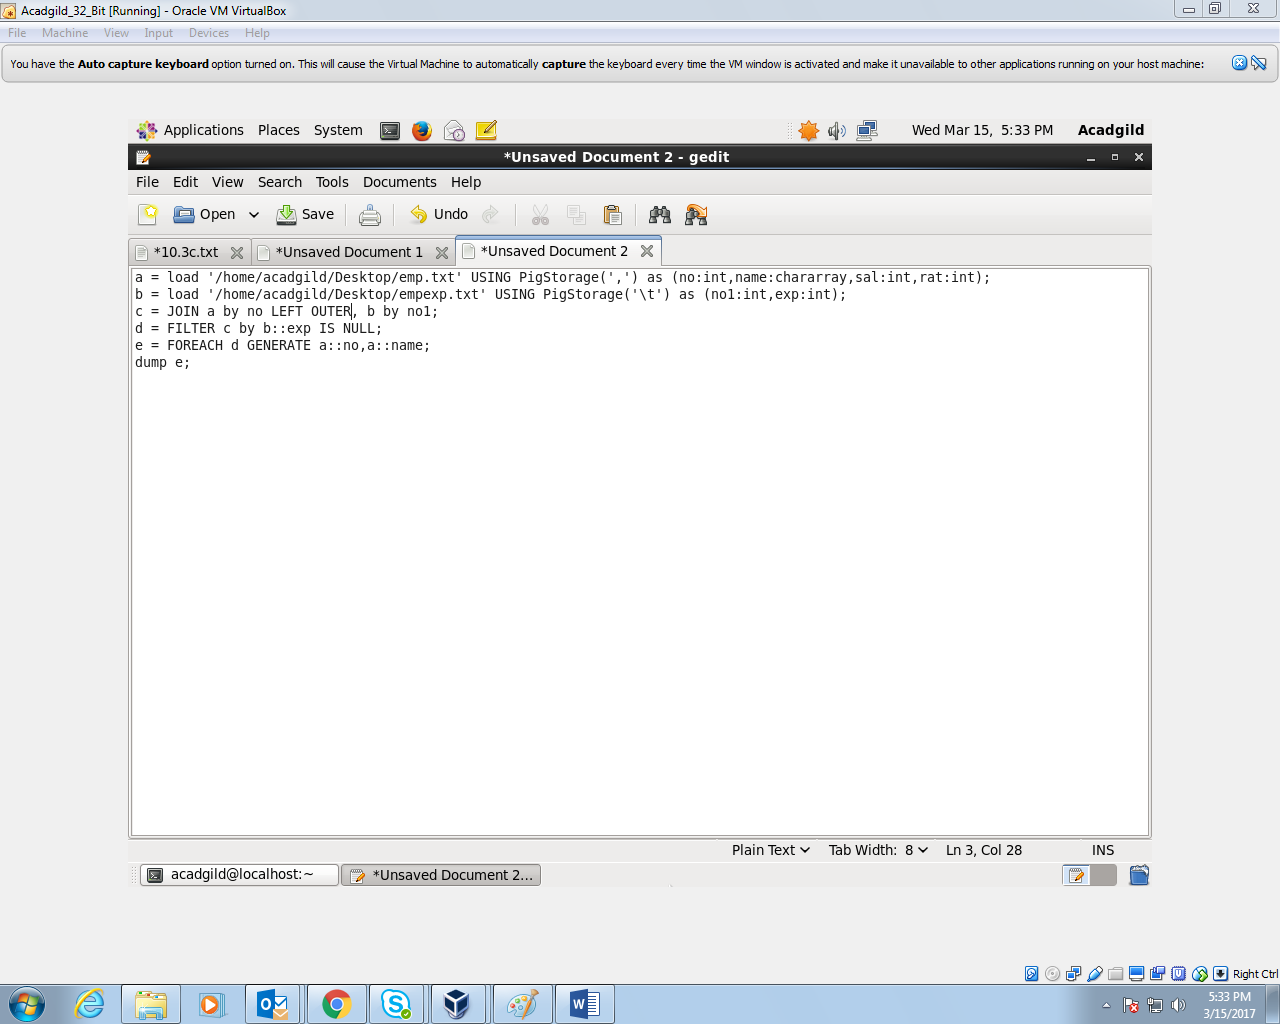 Acadgild_32_Bit [Running] - Oracle VM VirtualBox
File Machine View Input Devices Help
You have the Auto capture keyboard option turned on. This will cause the Virtual Machine to automatically capture the keyboard every time the VM window is activated and make it unavailable to other applications running on your host machine:
Applications Places System Wed Mar 15, 5:33 PM Acadgild
*Unsaved Document 2 - gedit
File Edit View Search Tools Documents Help
Open Save Undo
*10.3c.txt *Unsaved Document 1 *Unsaved Document 2
a = load '/home/acadgild/Desktop/emp.txt' USING PigStorage(',') as (no:int,name:chararray,sal:int,rat:int);
b = load '/home/acadgild/Desktop/empexp.txt' USING PigStorage('\t') as (no1:int,exp:int);
c = JOIN a by no LEFT OUTER, b by no1;
d = FILTER c by b::exp IS NULL;
e = FOREACH d GENERATE a::no,a::name;
dump e;
Plain Text Tab Width: 8 Ln 3, Col 28 INS
acadgild@localhost:~ *Unsaved Document 2...
Right Ctrl
5:33 PM
3/15/2017